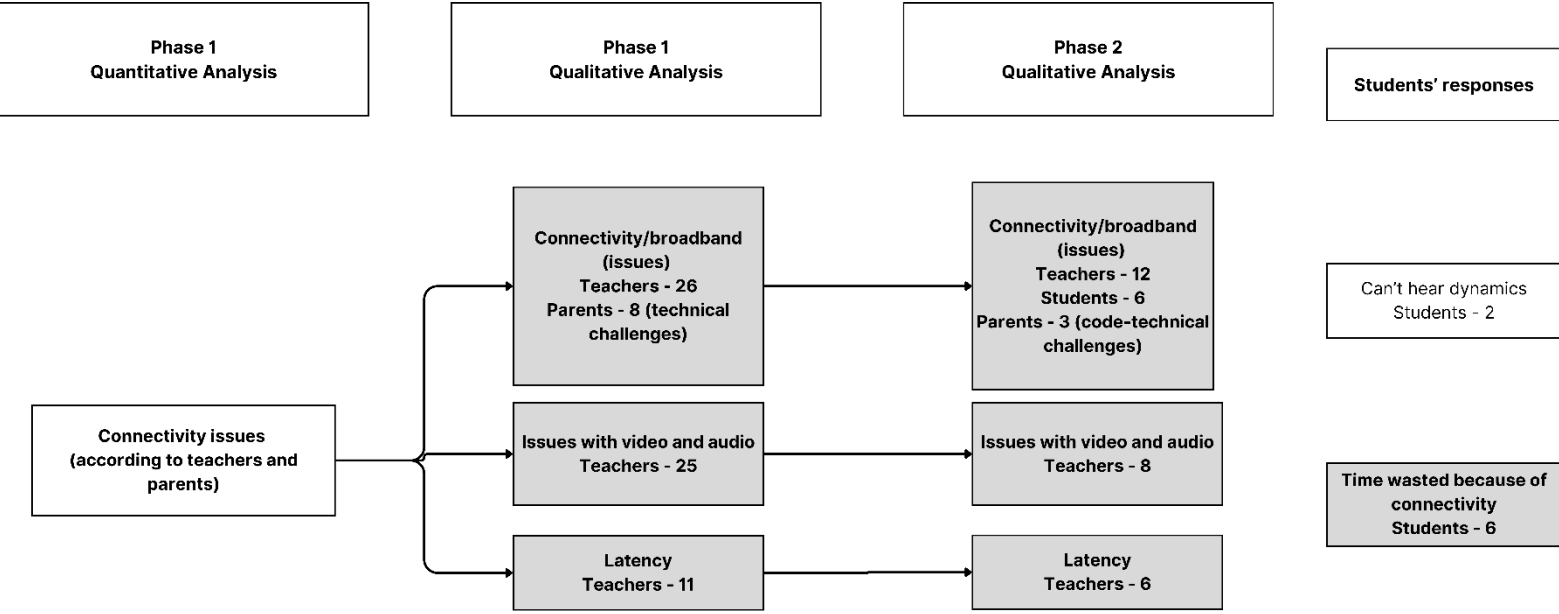 Phase 1
Quantitative Analysis
Phase 1
Qualitative Analysis
Phase 2
Qualitative Analysis
Students’ responses
Connectivity issues
(according to teachers and
parents)
Connectivity/broadband
(issues)
Teachers - 26
Parents - 8 (technical
challenges)
Issues with video and audio
Teachers - 25
Latency
Teachers - 11
Connectivity/broadband
(issues)
Teachers - 12
Students - 6
Parents - 3 (code-technical
challenges)
Issues with video and audio
Teachers - 8
Latency
Teachers - 6
Can’t hear dynamics
Students - 2
Time wasted because of
connectivity
Students - 6